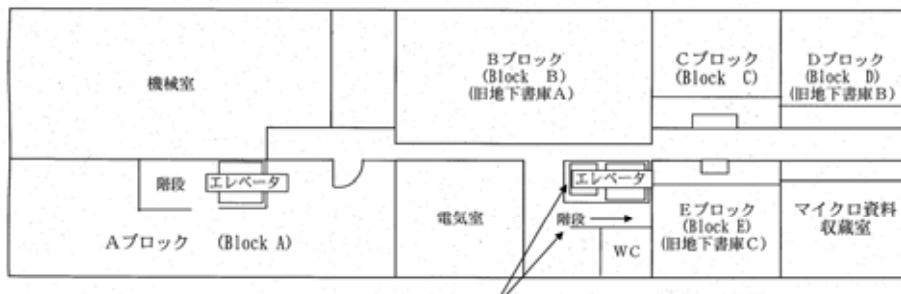 機械室
Bブロック
(Block B)
(旧地下書庫A)
Cブロック
(Block C)
Dブロック
(Block D)
(旧地下書庫B)
階段
エレベータ
Aブロック (Block A)
電気室
エレベータ
階段
WC
Eブロック
(Block E)
(旧地下書庫C)
マイクロ資料
収蔵室